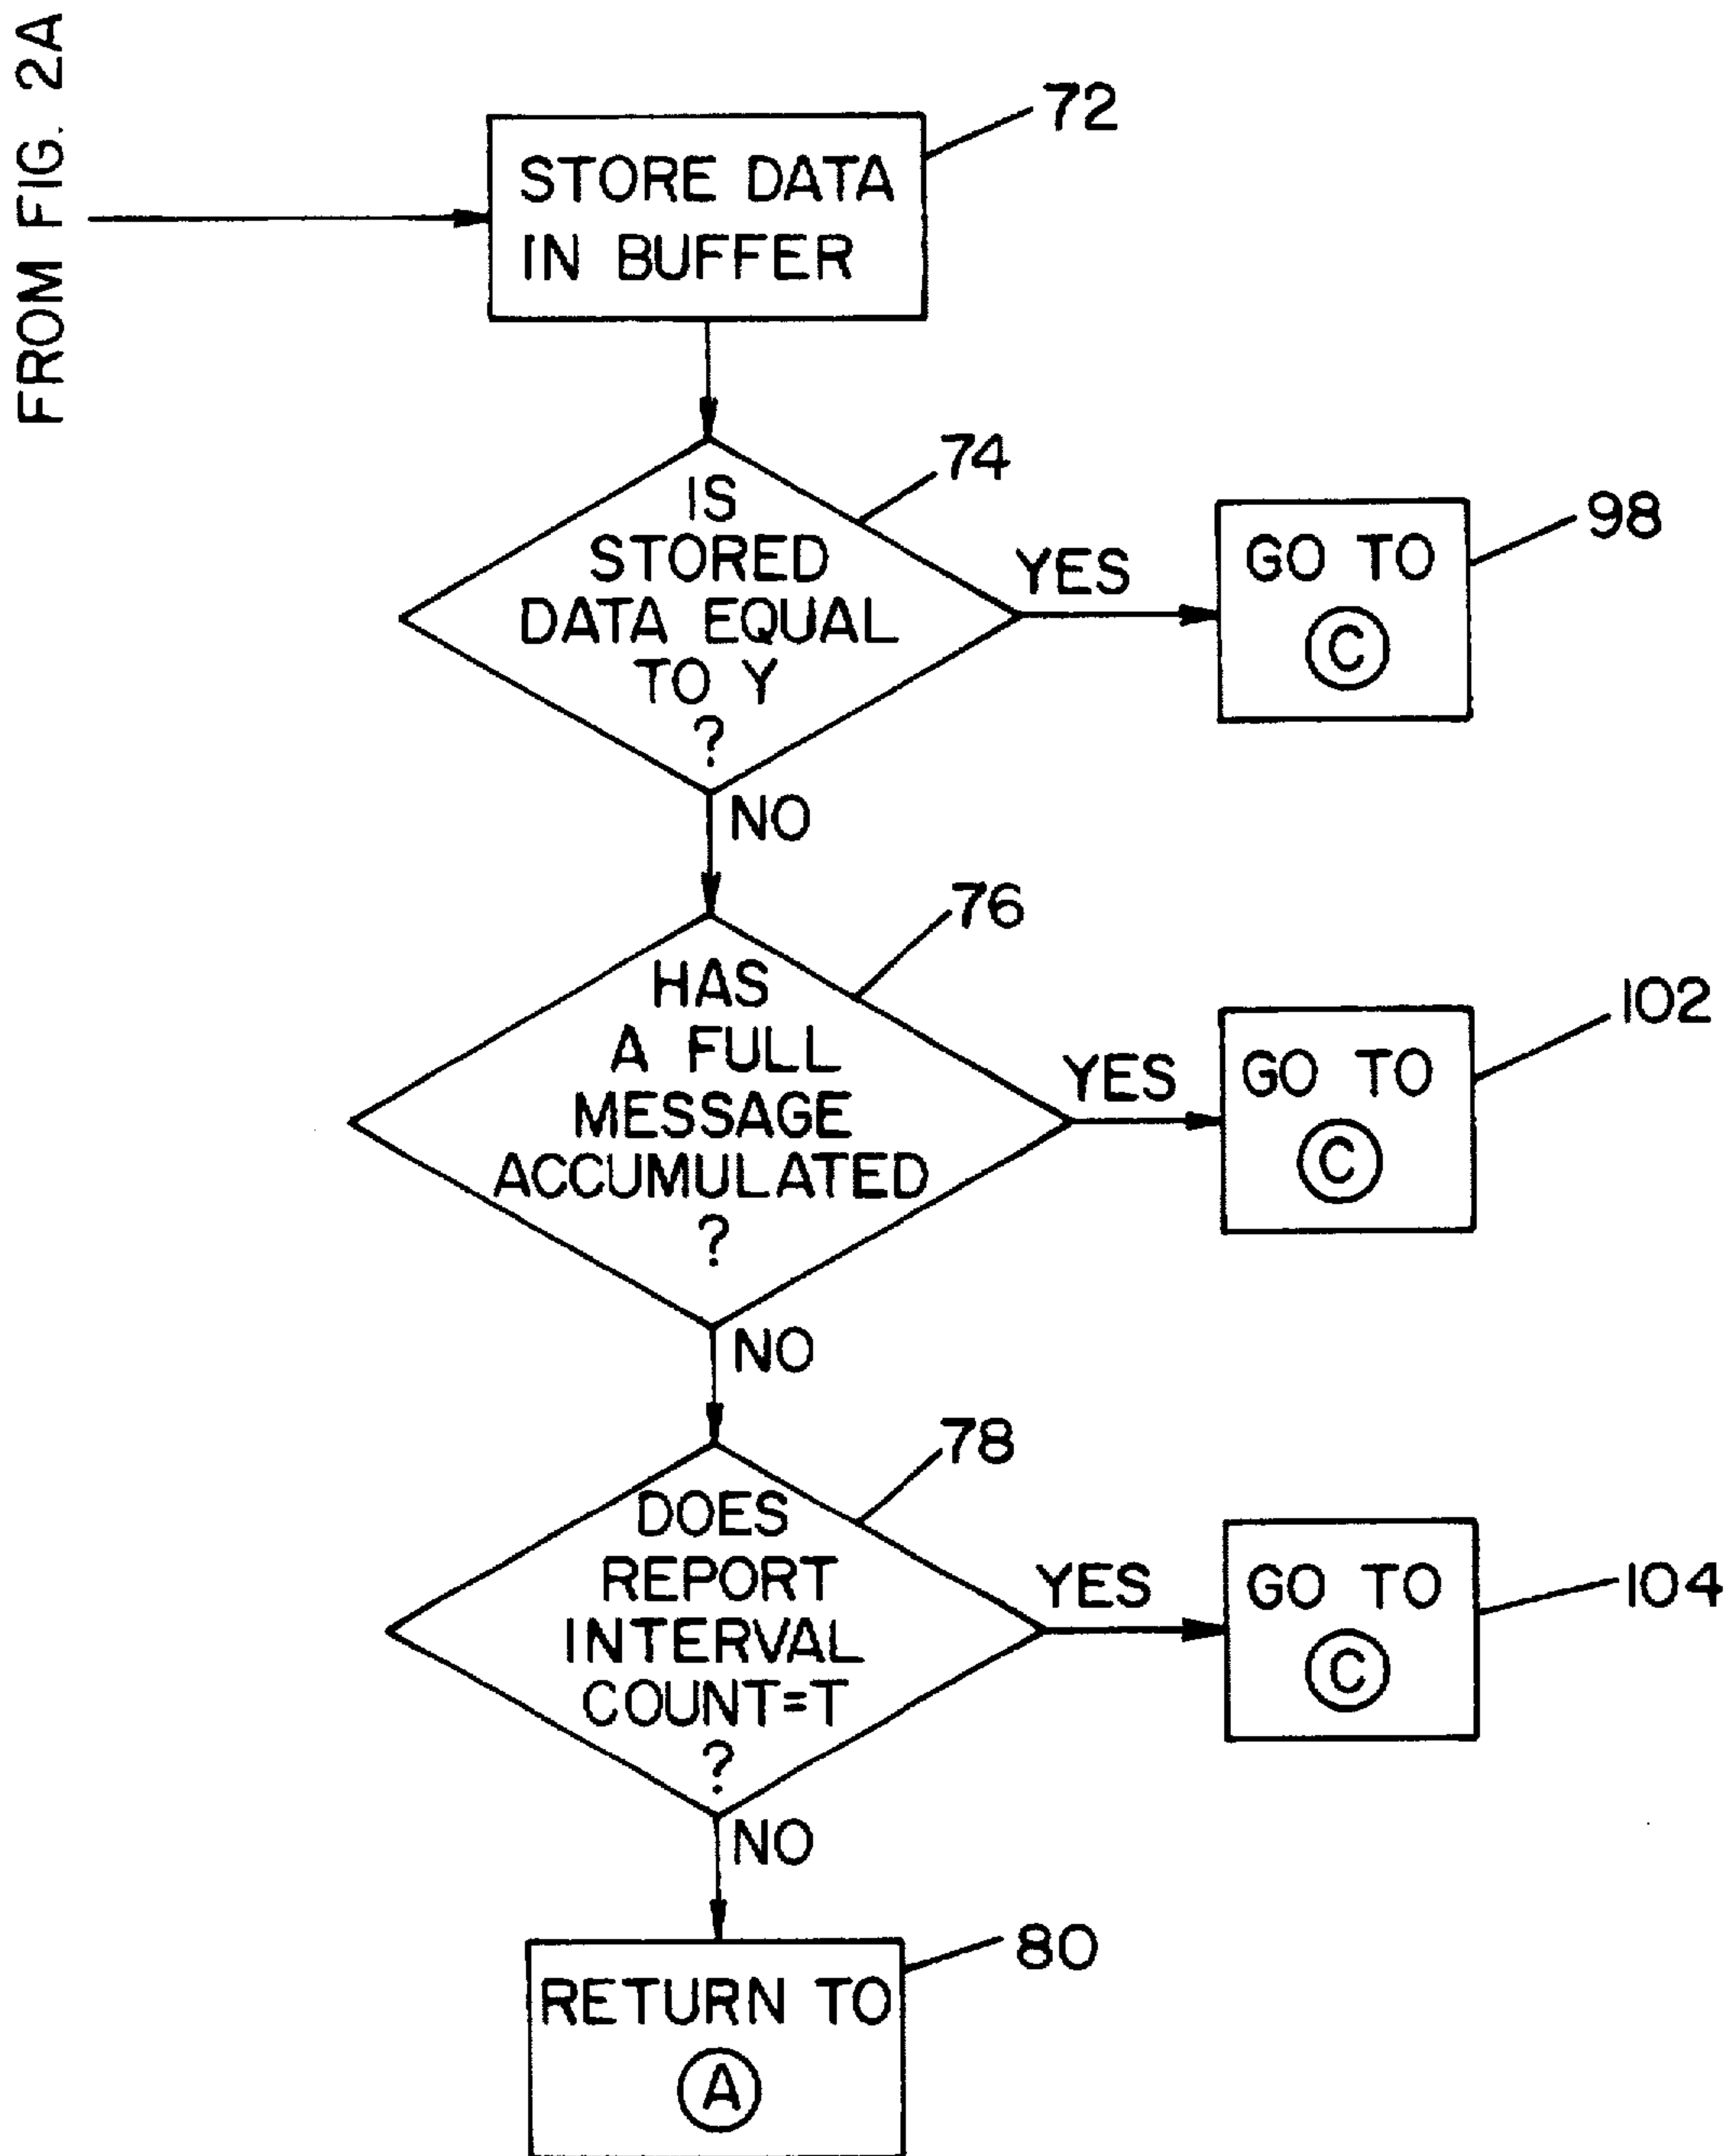 FROM FIG. 2A
72
STORE DATA
IN BUFFER
74
IS
STORED
DATA EQUAL
TO Y
?
YES
98
GO TO
C
NO
76
HAS
A FULL
MESSAGE
ACCUMULATED
?
YES
102
GO TO
C
NO
78
DOES
REPORT
INTERVAL
COUNT=T
?
YES
104
GO TO
C
NO
80
RETURN TO
A